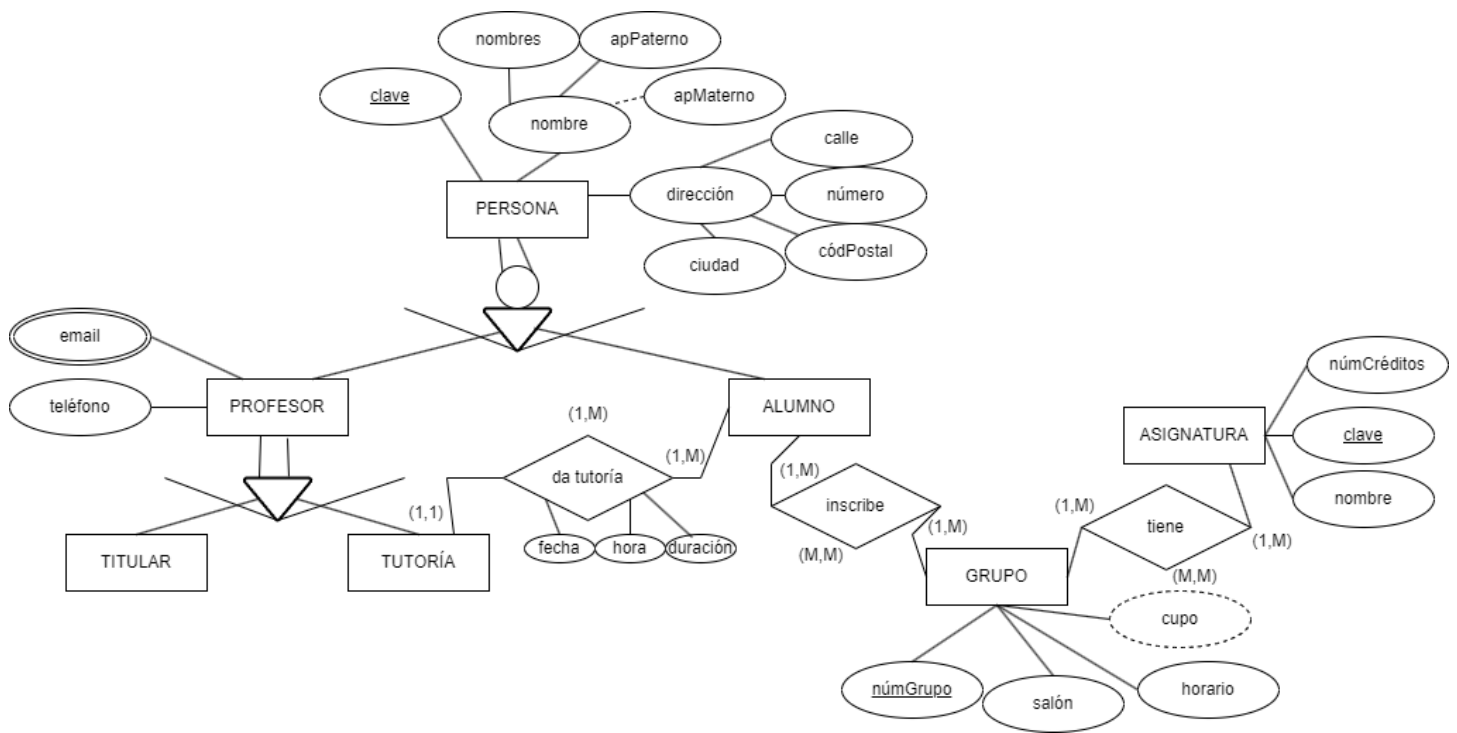 nombres
apPaterno
clave
apMaterno
nombre
calle
PERSONA
dirección
número
códPostal
ciudad
email
teléfono
PROFESOR
ALUMNO
(1,M)
(1,M)
da tutoría
(1,1)
fecha
hora
duración
TITULAR
TUTORÍA
(1,M)
inscribe
(1,M)
(M,M)
GRUPO
(1,M)
tiene
(1,M)
(M,M)
ASIGNATURA
númCréditos
clave
nombre
cupo
númGrupo
salón
horario